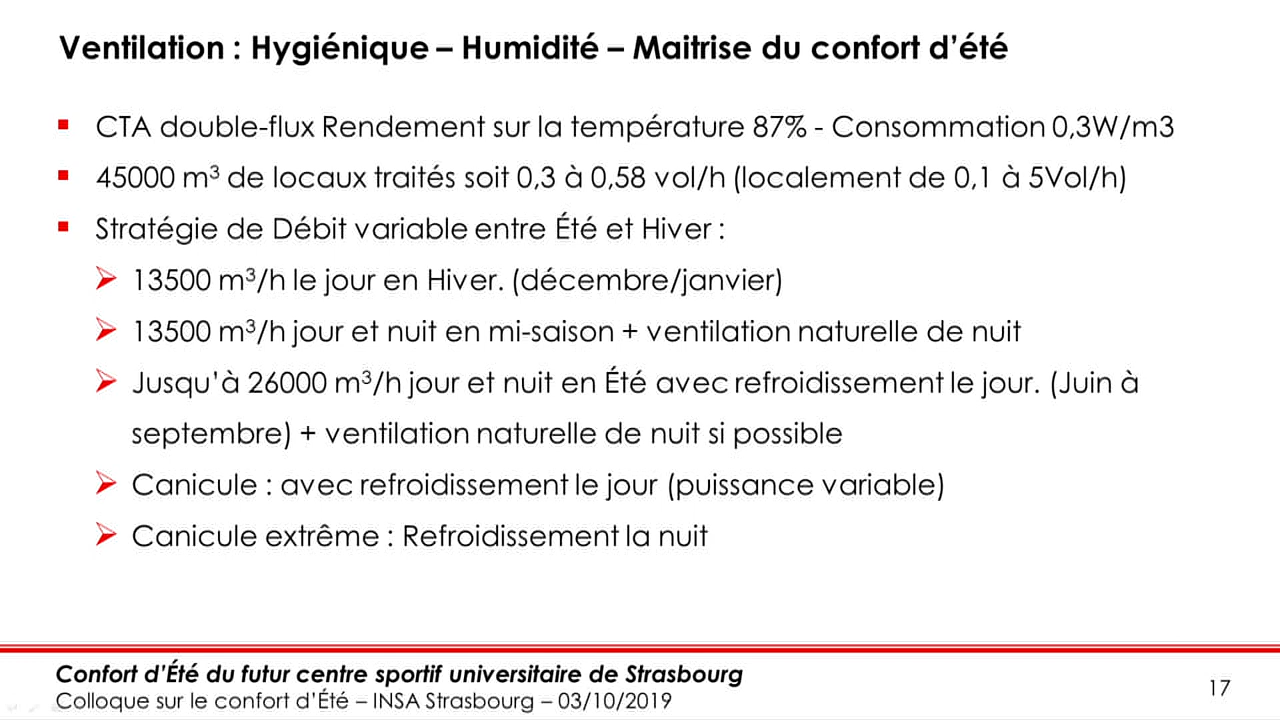 Ventilation : Hygiénique – Humidité – Maitrise du confort d’été
▪ CTA double-flux Rendement sur la température 87% - Consommation 0,3W/m3
▪ 45000 m³ de locaux traités soit 0,3 à 0,58 vol/h (localement de 0,1 à 5Vol/h)
▪ Stratégie de Débit variable entre Été et Hiver :
➢ 13500 m³/h le jour en Hiver. (décembre/janvier)
➢ 13500 m³/h jour et nuit en mi-saison + ventilation naturelle de nuit
➢ Jusqu’à 26000 m³/h jour et nuit en Été avec refroidissement le jour. (Juin à
septembre) + ventilation naturelle de nuit si possible
➢ Canicule : avec refroidissement le jour (puissance variable)
➢ Canicule extrême : Refroidissement la nuit
Confort d’Été du futur centre sportif universitaire de Strasbourg
Colloque sur le confort d’Été – INSA Strasbourg – 03/10/2019
17